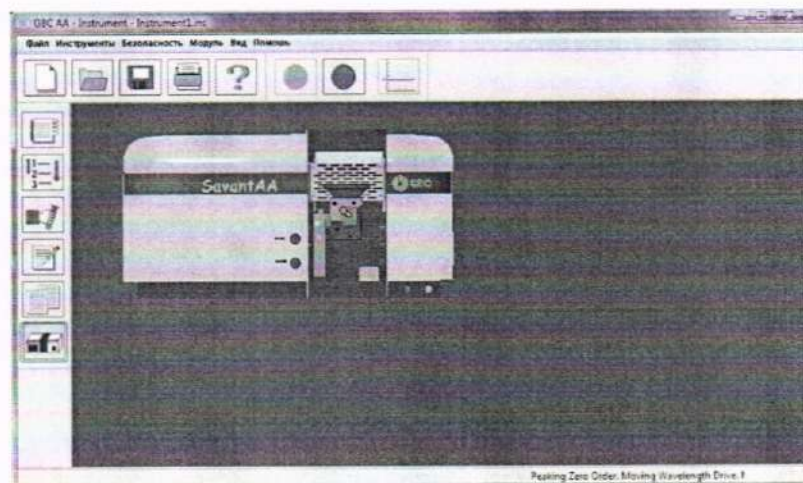 GBC AA - Instrument - Instrument1.inc
Файл Инструменты Безопасность Модуль Вид Помощь
SavantAA
GBC
Peaking Zero Order. Moving Wavelength Drive.